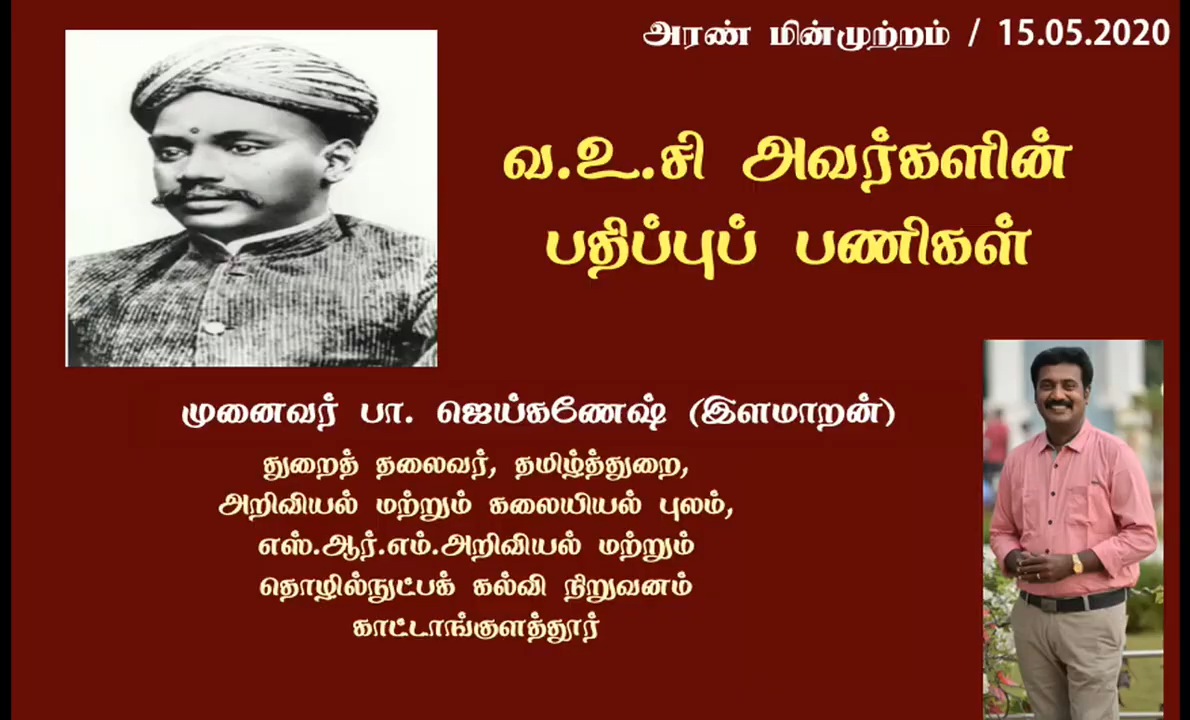 அரண் மின்முற்றம் / 15.05.2020
வ.உ.சி அவர்களின்
பதிப்புப் பணிகள்
முனைவர் பா. ஜெய்கணேஷ் (இளமாறன்)
துறைத் தலைவர், தமிழ்த்துறை,
அறிவியல் மற்றும் கலையியல் புலம்,
எஸ்.ஆர்.எம்.அறிவியல் மற்றும்
தொழில்நுட்பக் கல்வி நிறுவனம்
காட்டாங்குளத்தூர்